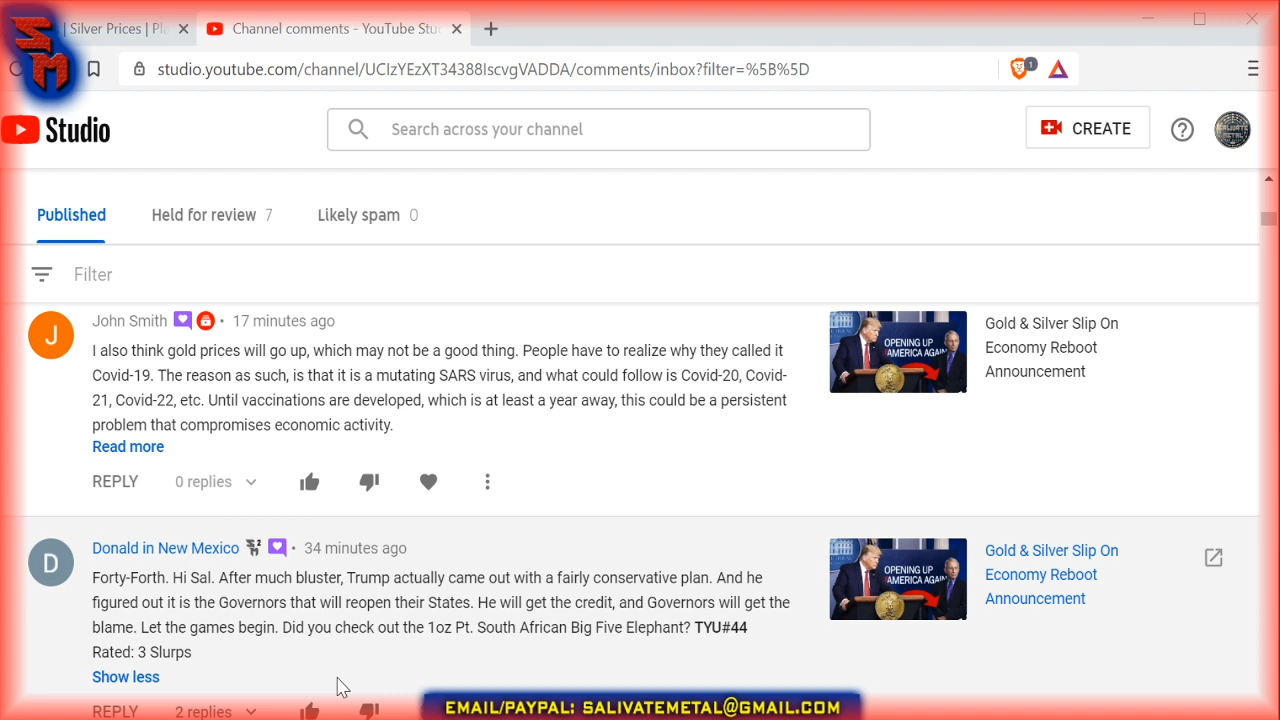 SM
| Silver Prices | Pla
Channel comments - YouTube Stu
studio.youtube.com/channel/UCIzYEzXT34388IscvgVADDA/comments/inbox?filter=%5B%5D
1
Studio
Search across your channel
CREATE
SALIVATE METAL
Published
Held for review 7
Likely spam 0
Filter
J
John Smith • 17 minutes ago
I also think gold prices will go up, which may not be a good thing. People have to realize why they called it
Covid-19. The reason as such, is that it is a mutating SARS virus, and what could follow is Covid-20, Covid-
21, Covid-22, etc. Until vaccinations are developed, which is at least a year away, this could be a persistent
problem that compromises economic activity.
Read more
REPLY 0 replies
OPENING UP
AMERICA AGAIN
Gold & Silver Slip On
Economy Reboot
Announcement
D
Donald in New Mexico • 34 minutes ago
Forty-Forth. Hi Sal. After much bluster, Trump actually came out with a fairly conservative plan. And he
figured out it is the Governors that will reopen their States. He will get the credit, and Governors will get the
blame. Let the games begin. Did you check out the 1oz Pt. South African Big Five Elephant? TYU#44
Rated: 3 Slurps
Show less
REPLY 2 replies
OPENING UP
AMERICA AGAIN
Gold & Silver Slip On
Economy Reboot
Announcement
EMAIL/PAYPAL: SALIVATEMETAL@GMAIL.COM